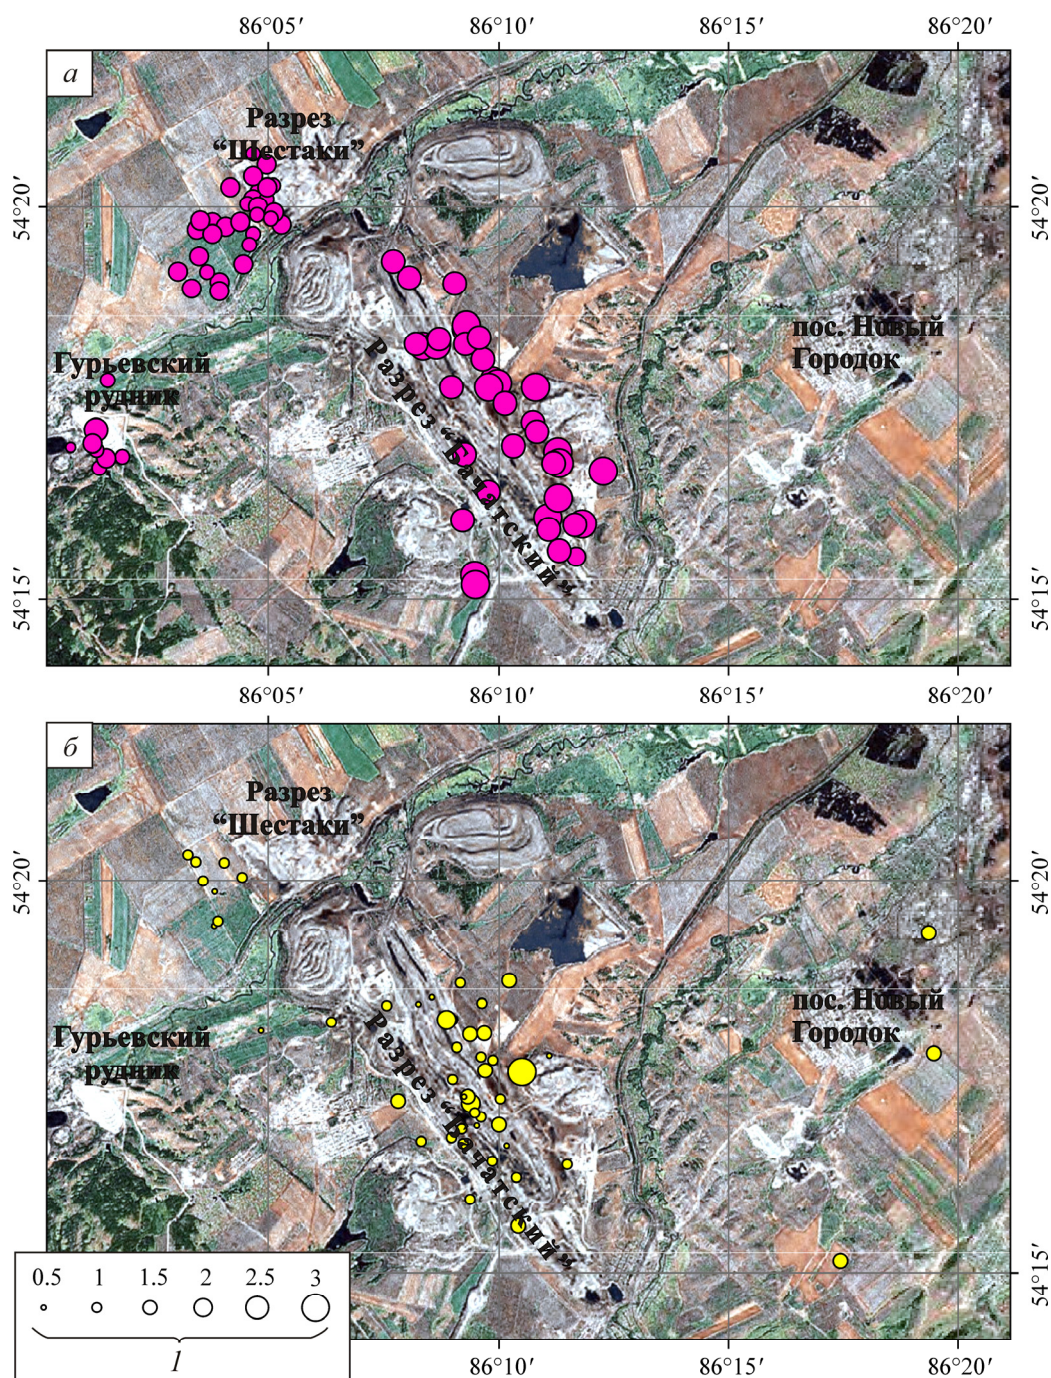 86°05′ 86°10′ 86°15′ 86°20′
а
Разрез
“Шестаки”
54°20′ 54°20′
пос. Новый
Городок
Гурьевский
рудник
Разрез “Бачатский”
54°15′ 54°15′
86°05′ 86°10′ 86°15′ 86°20′
б
Разрез
“Шестаки”
54°20′ 54°20′
пос. Новый
Городок
Гурьевский
рудник
Разрез “Бачатский”
54°15′ 54°15′
0.5 1 1.5 2 2.5 3
1
86°10′ 86°15′ 86°20′